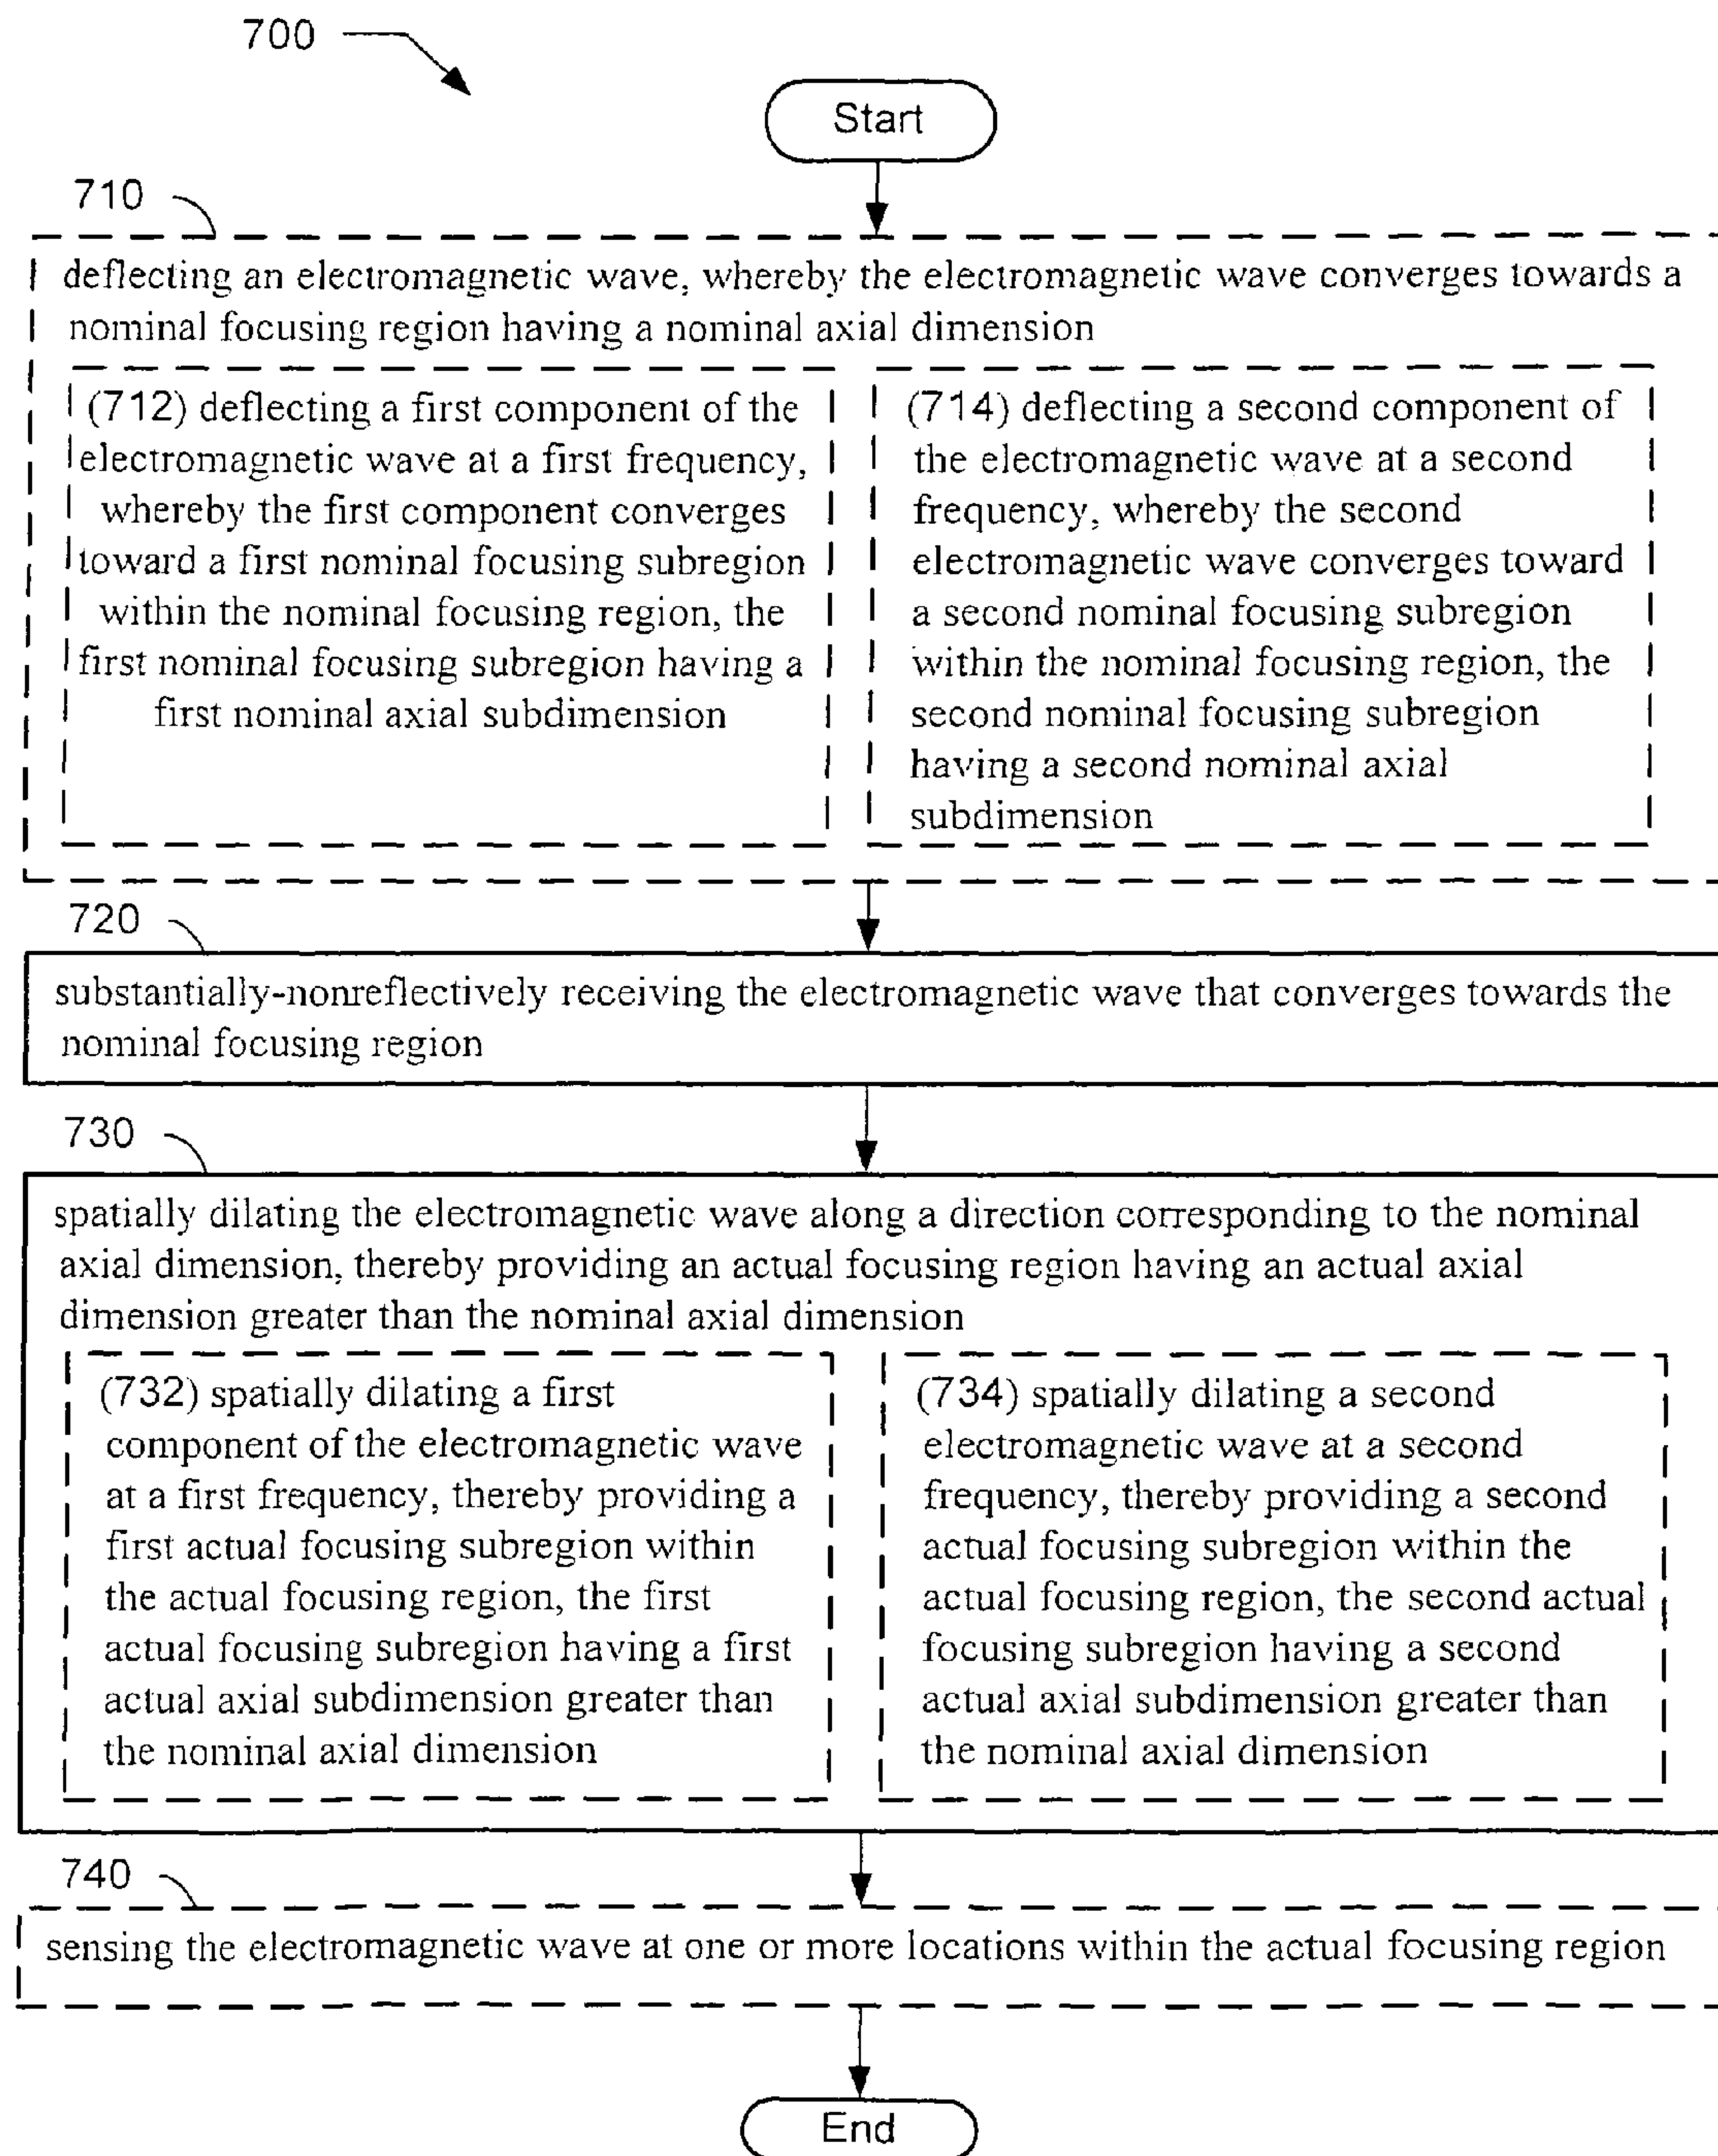 700
Start
710
deflecting an electromagnetic wave, whereby the electromagnetic wave converges towards a
nominal focusing region having a nominal axial dimension
(712) deflecting a first component of the
electromagnetic wave at a first frequency,
whereby the first component converges
toward a first nominal focusing subregion
within the nominal focusing region, the
first nominal focusing subregion having a
first nominal axial subdimension
(714) deflecting a second component of
the electromagnetic wave at a second
frequency, whereby the second
electromagnetic wave converges toward
a second nominal focusing subregion
within the nominal focusing region, the
second nominal focusing subregion
having a second nominal axial
subdimension
720
substantially-nonreflectively receiving the electromagnetic wave that converges towards the
nominal focusing region
730
spatially dilating the electromagnetic wave along a direction corresponding to the nominal
axial dimension, thereby providing an actual focusing region having an actual axial
dimension greater than the nominal axial dimension
(732) spatially dilating a first
component of the electromagnetic wave
at a first frequency, thereby providing a
first actual focusing subregion within
the actual focusing region, the first
actual focusing subregion having a first
actual axial subdimension greater than
the nominal axial dimension
(734) spatially dilating a second
electromagnetic wave at a second
frequency, thereby providing a second
actual focusing subregion within the
actual focusing region, the second actual
focusing subregion having a second
actual axial subdimension greater than
the nominal axial dimension
740
sensing the electromagnetic wave at one or more locations within the actual focusing region
End